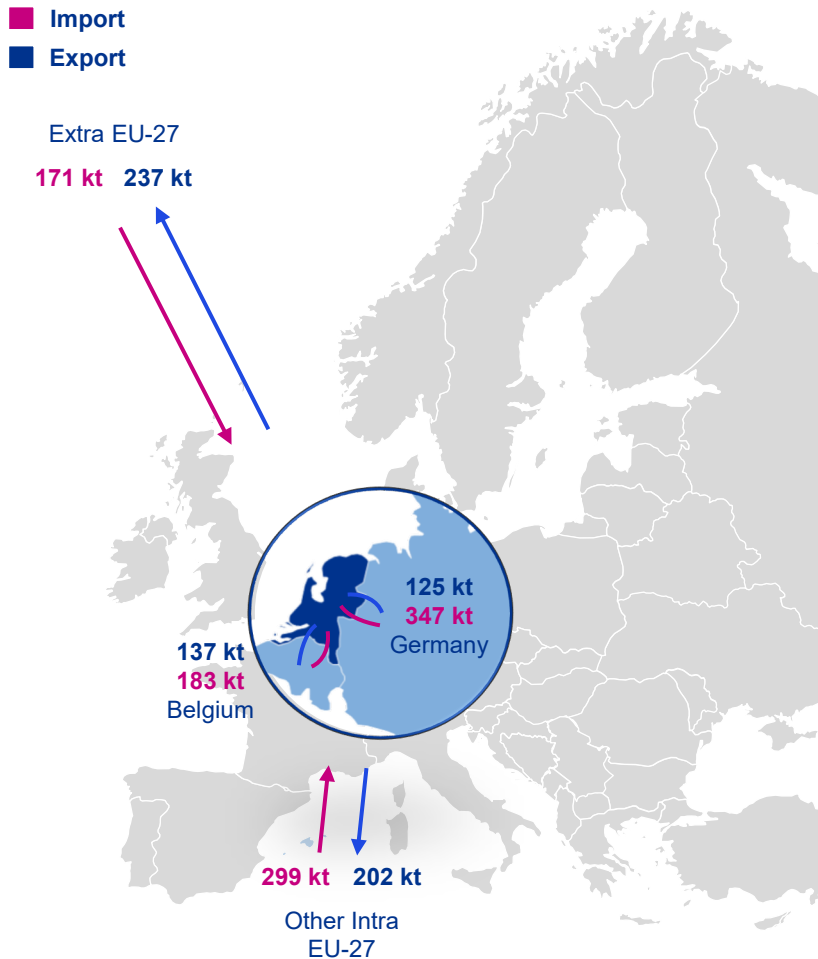 Import
Export
Extra EU-27
171 kt 237 kt
125 kt
347 kt
Germany
137 kt
183 kt
Belgium
299 kt 202 kt
Other Intra
EU-27